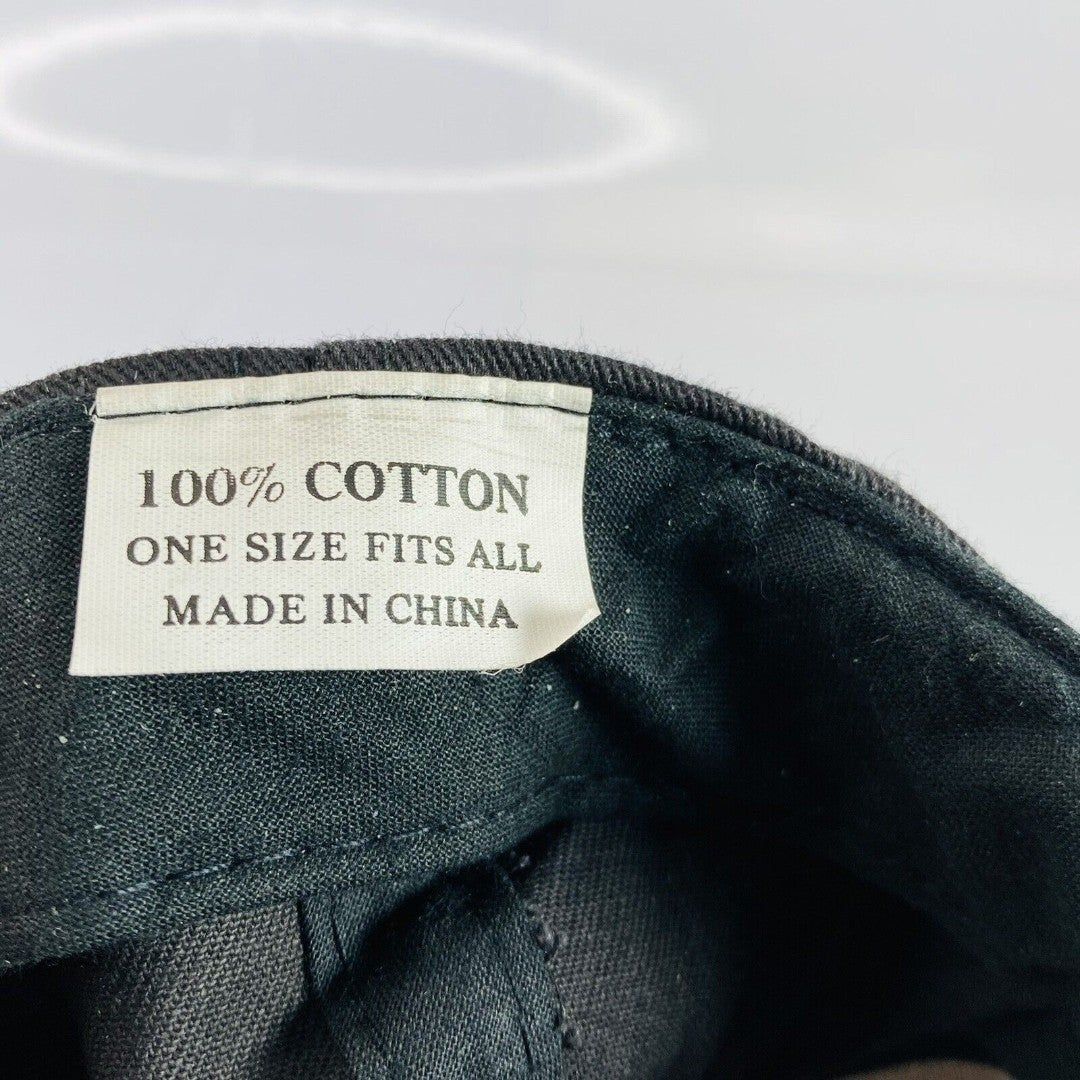 100% COTTON
ONE SIZE FITS ALL
MADE IN CHINA